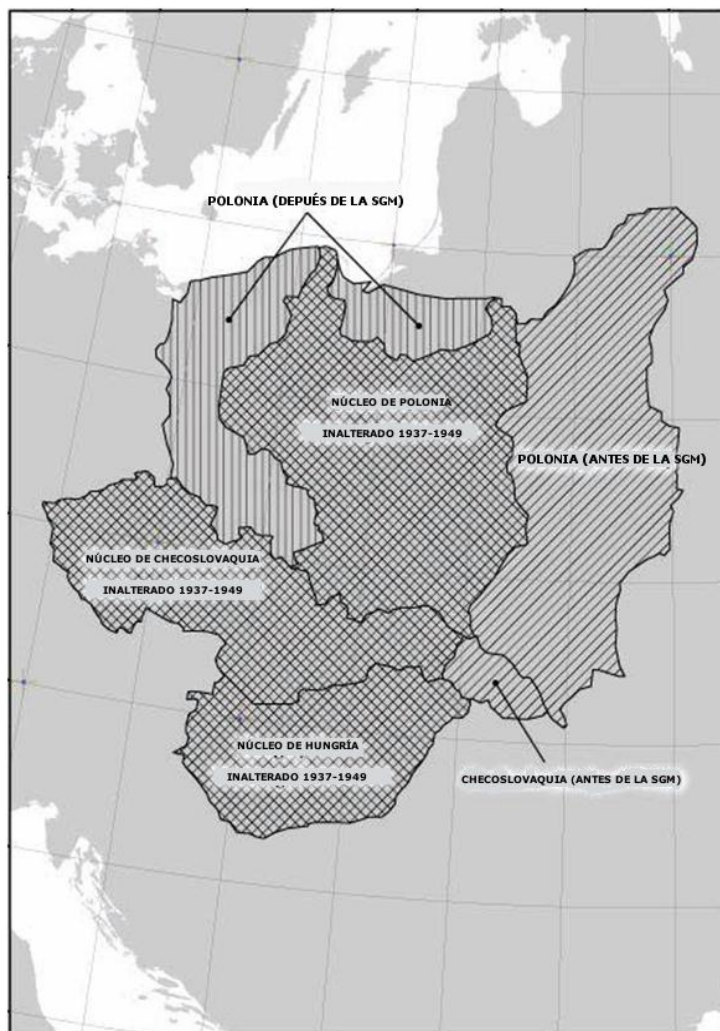 POLONIA (DEPUÉS DE LA SGM)
NÚCLEO DE POLONIA
INALTERADO 1937-1949
POLONIA (ANTES DE LA SGM)
NÚCLEO DE CHECOSLOVAQUIA
INALTERADO 1937-1949
NÚCLEO DE HUNGRÍA
INALTERADO 1937-1949
CHECOSLOVAQUIA (ANTES DE LA SGM)